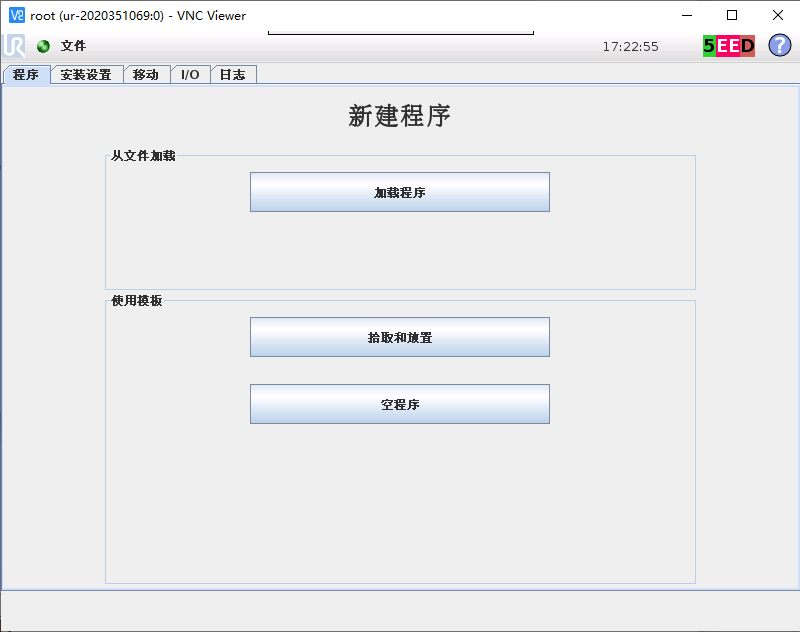 V2 root (ur-2020351069:0) - VNC Viewer
UR 文件 17:22:55 5EED ?
程序 安装设置 移动 I/O 日志
新建程序
从文件加载
加载程序
使用模板
拾取和放置
空程序